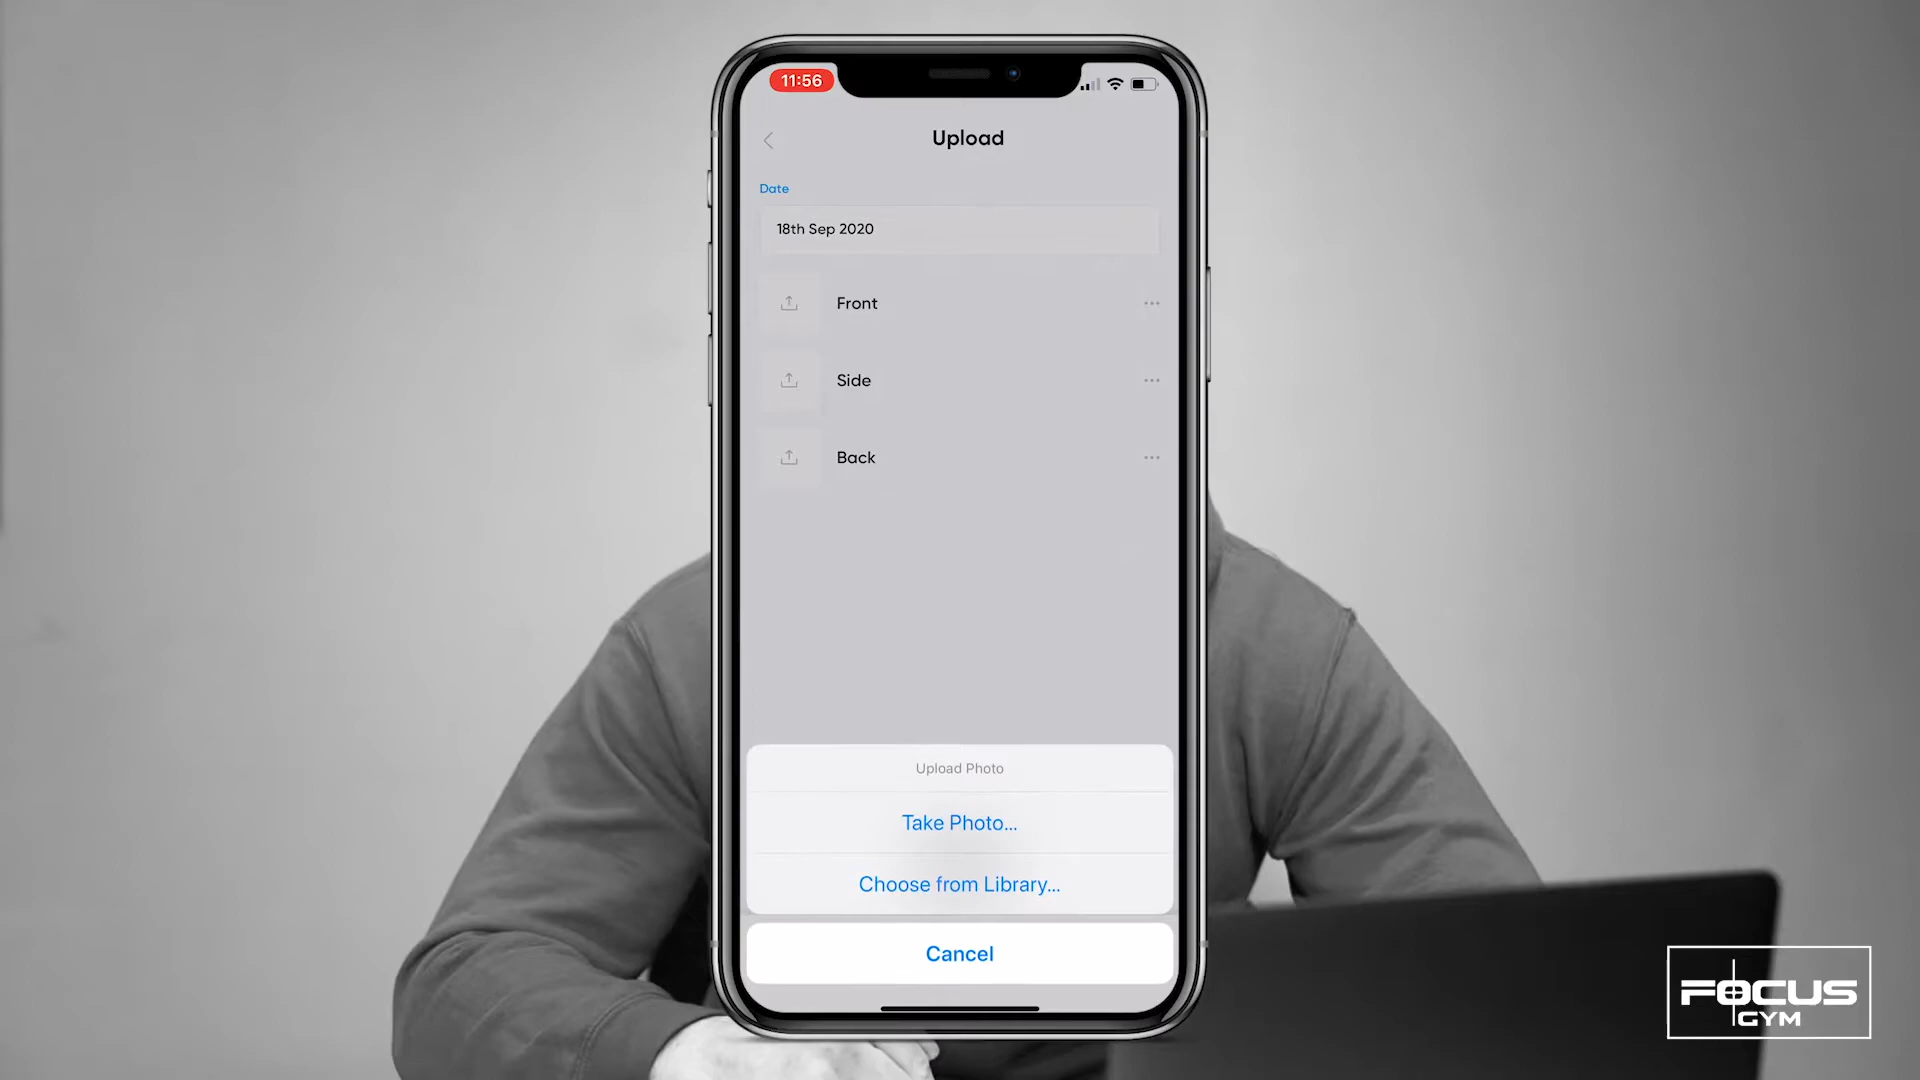 11:56
Upload
Date
18th Sep 2020
Front
Side
Back
Upload Photo
Take Photo...
Choose from Library...
Cancel
FOCUS
GYM